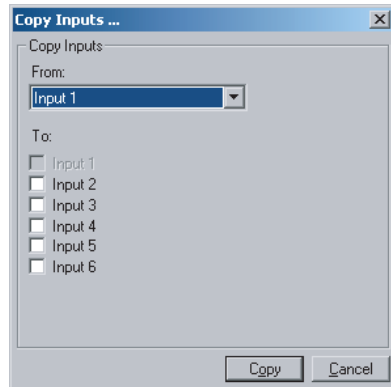 Copy Inputs ...
Copy Inputs
From:
Input 1
To:
Input 1
Input 2
Input 3
Input 4
Input 5
Input 6
Copy Cancel